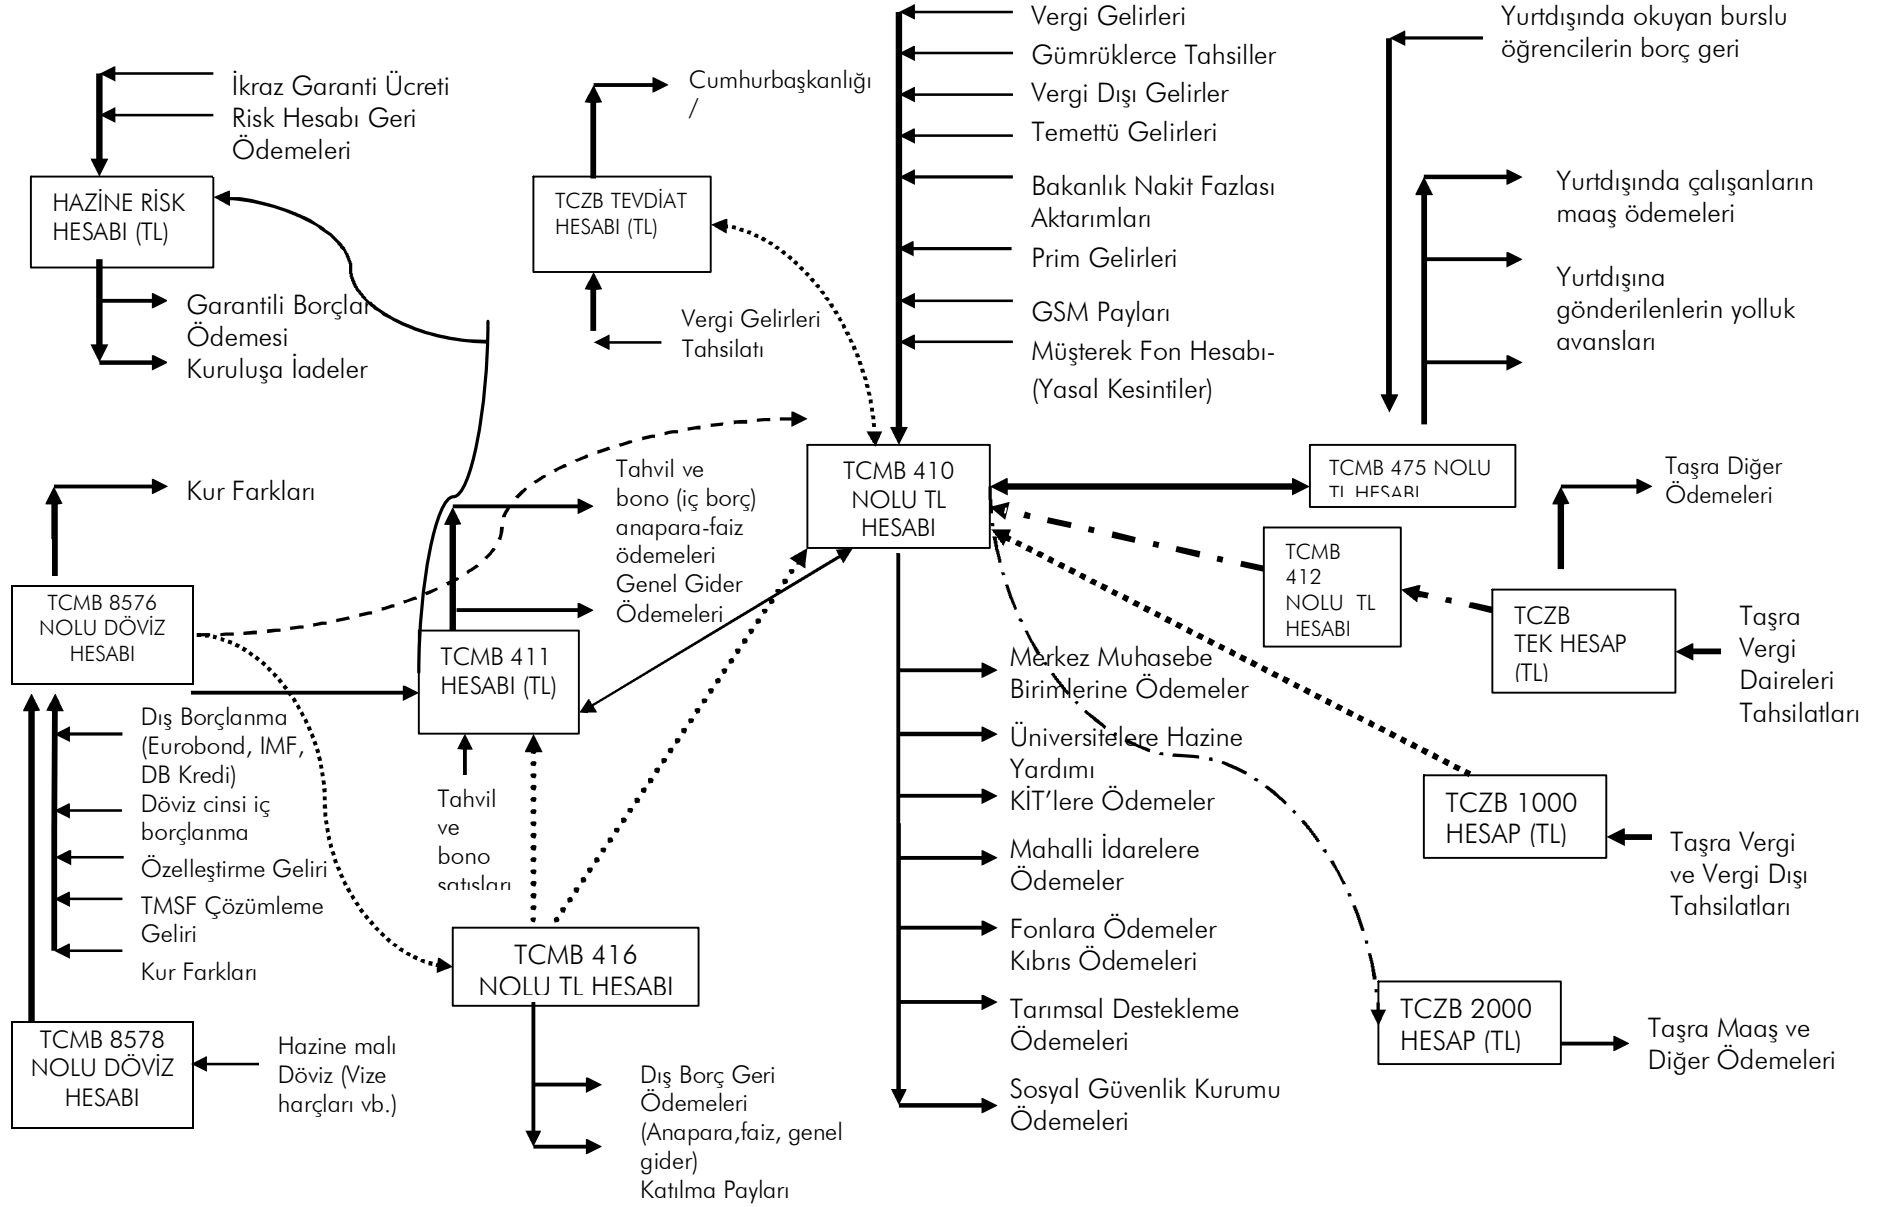 Vergi Gelirleri
Gümrüklerce Tahsiller
Vergi Dışı Gelirler
Temettü Gelirleri
Bakanlık Nakit Fazlası
Aktarımları
Prim Gelirleri
GSM Payları
Müşterek Fon Hesabı-
(Yasal Kesintiler)
Yurtdışında okuyan burslu
öğrencilerin borç geri
İkraz Garanti Ücreti
Risk Hesabı Geri
Ödemeleri
Cumhurbaşkanlığı
/
HAZİNE RİSK
HESABI (TL)
TCZB TEVDİAT
HESABI (TL)
Yurtdışında çalışanların
maaş ödemeleri
Yurtdışına
gönderilenlerin yolluk
avansları
Garantili Borçlar
Ödemesi
Kuruluşa İadeler
Vergi Gelirleri
Tahsilatı
Kur Farkları
Tahvil ve
bono (iç borç)
anapara-faiz
ödemeleri
Genel Gider
Ödemeleri
TCMB 410
NOLU TL
HESABI
TCMB 475 NOLU
TL HESABI
Taşra Diğer
Ödemeleri
TCMB
412
NOLU TL
HESABI
TCZB
TEK HESAP
(TL)
Taşra
Vergi
Daireleri
Tahsilatları
TCMB 8576
NOLU DÖVİZ
HESABI
TCMB 411
HESABI (TL)
Merkez Muhasebe
Birimlerine Ödemeler
Üniversitelere Hazine
Yardımı
KİT’lere Ödemeler
Mahalli İdarelere
Ödemeler
Fonlara Ödemeler
Kıbrıs Ödemeleri
Tarımsal Destekleme
Ödemeleri
Sosyal Güvenlik Kurumu
Ödemeleri
Dış Borçlanma
(Eurobond, IMF,
DB Kredi)
Döviz cinsi iç
borçlanma
Özelleştirme Geliri
TMSF Çözümleme
Geliri
Kur Farkları
Tahvil
ve
bono
satışları
TCZB 1000
HESAP (TL)
Taşra Vergi
ve Vergi Dışı
Tahsilatları
TCMB 416
NOLU TL HESABI
TCMB 8578
NOLU DÖVİZ
HESABI
Hazine malı
Döviz (Vize
harçları vb.)
Dış Borç Geri
Ödemeleri
(Anapara,faiz, genel
gider)
Katılma Payları
TCZB 2000
HESAP (TL)
Taşra Maaş ve
Diğer Ödemeleri